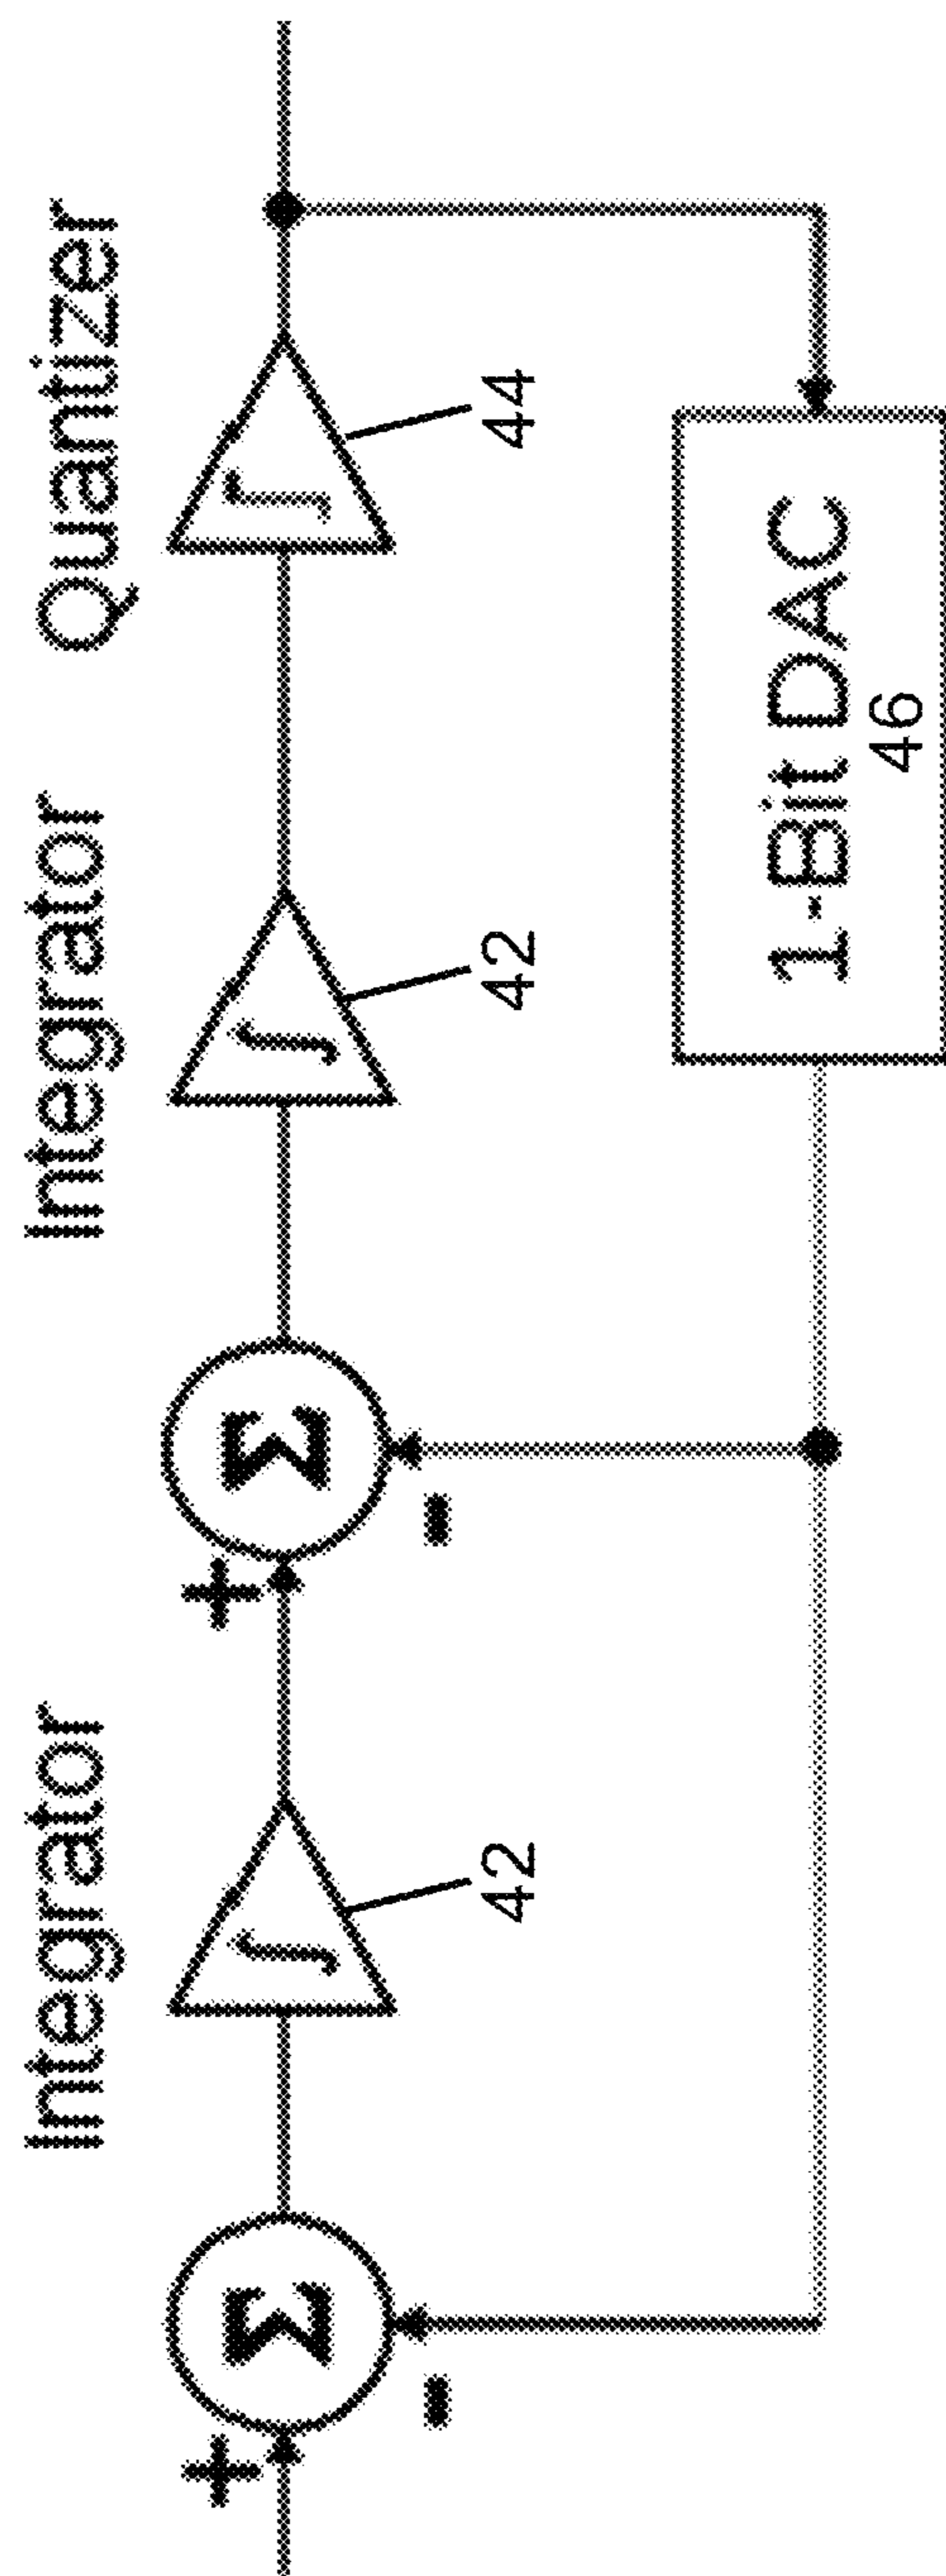 Integrator Integrator Quantizer
+ Σ ∫ + Σ ∫
- 42 - 42 44
1-Bit DAC
46